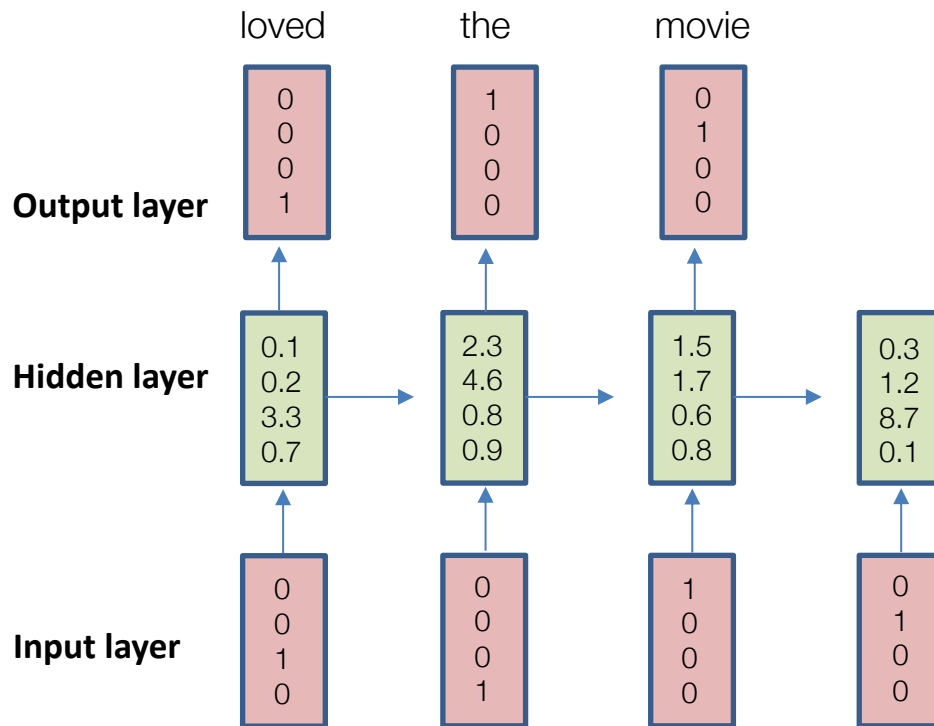 loved the movie
0 1 0
0 0 1
0 0 0
1 0 0
Output layer
0.1 2.3 1.5 0.3
0.2 4.6 1.7 1.2
3.3 0.8 0.6 8.7
0.7 0.9 0.8 0.1
Hidden layer
0 0 1 0
0 0 0 1
1 0 0 0
0 1 0 0
Input layer